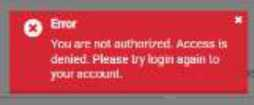 Error
You are not authorized. Access is
denied. Please try login again to
your account.